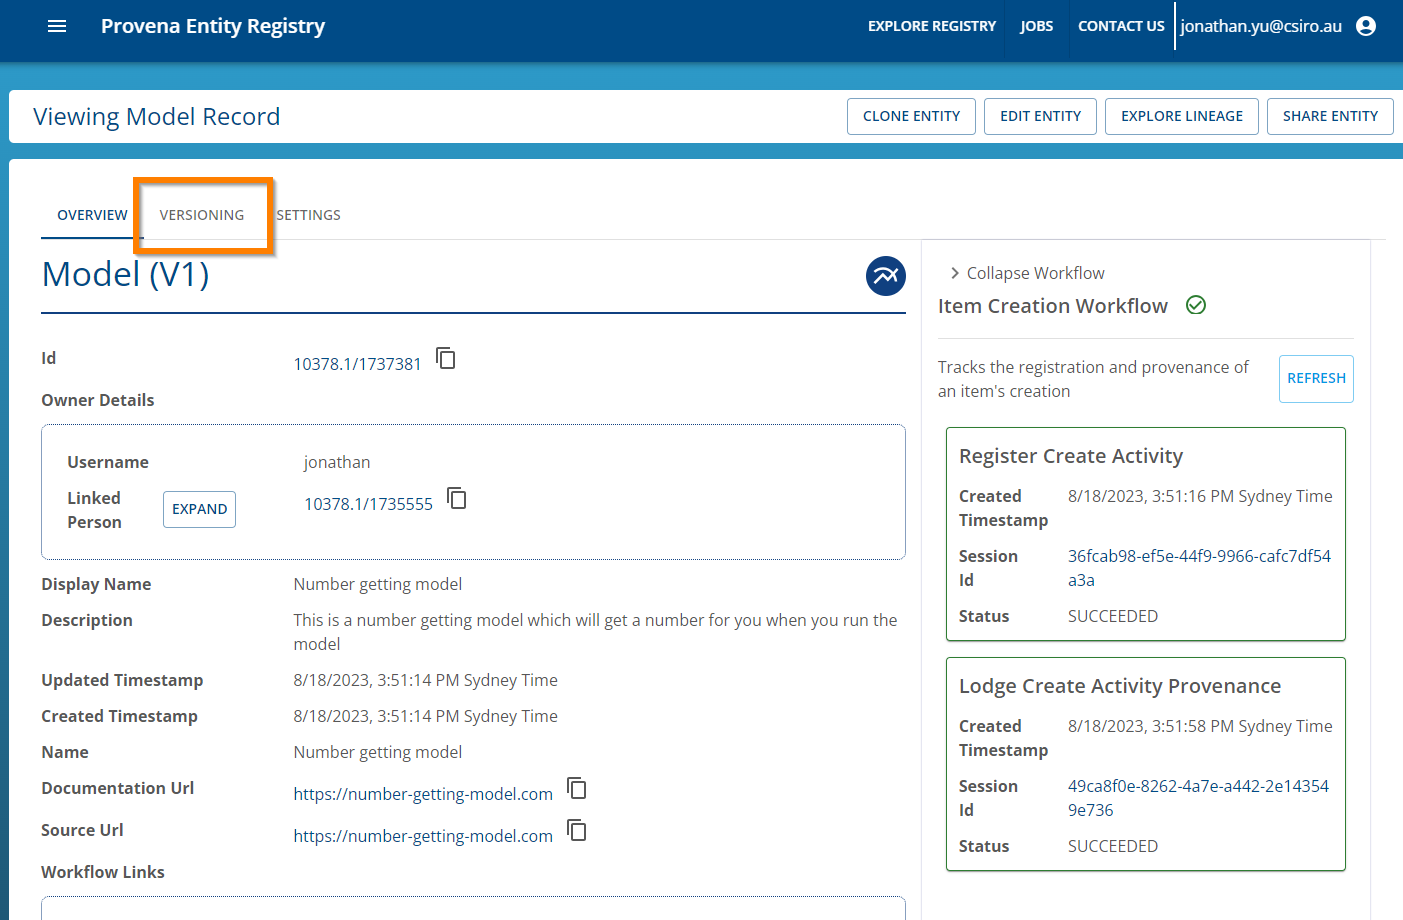 Provena Entity Registry
EXPLORE REGISTRY
JOBS
CONTACT US
jonathan.yu@csiro.au
Viewing Model Record
CLONE ENTITY
EDIT ENTITY
EXPLORE LINEAGE
SHARE ENTITY
OVERVIEW
VERSIONING
SETTINGS
Model (V1)
Id
10378.1/1737381
Owner Details
Username
jonathan
Linked
Person
EXPAND
10378.1/1735555
Display Name
Number getting model
Description
This is a number getting model which will get a number for you when you run the
model
Updated Timestamp
8/18/2023, 3:51:14 PM Sydney Time
Created Timestamp
8/18/2023, 3:51:14 PM Sydney Time
Name
Number getting model
Documentation Url
https://number-getting-model.com
Source Url
https://number-getting-model.com
Workflow Links
Collapse Workflow
Item Creation Workflow
Tracks the registration and provenance of
an item's creation
REFRESH
Register Create Activity
Created
Timestamp
8/18/2023, 3:51:16 PM Sydney Time
Session
Id
36fcab98-ef5e-44f9-9966-cafc7df54
a3a
Status
SUCCEEDED
Lodge Create Activity Provenance
Created
Timestamp
8/18/2023, 3:51:58 PM Sydney Time
Session
Id
49ca8f0e-8262-4a7e-a442-2e14354
9e736
Status
SUCCEEDED